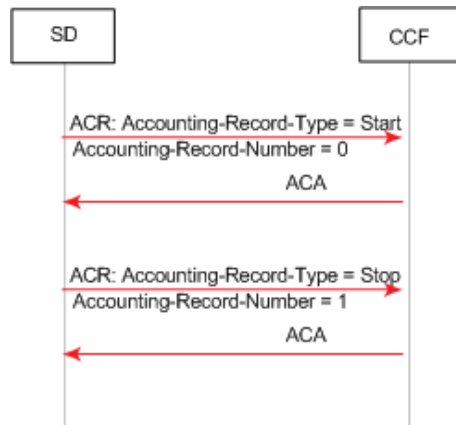 SD
CCF
ACR: Accounting-Record-Type = Start
Accounting-Record-Number = 0
ACA
ACR: Accounting-Record-Type = Stop
Accounting-Record-Number = 1
ACA